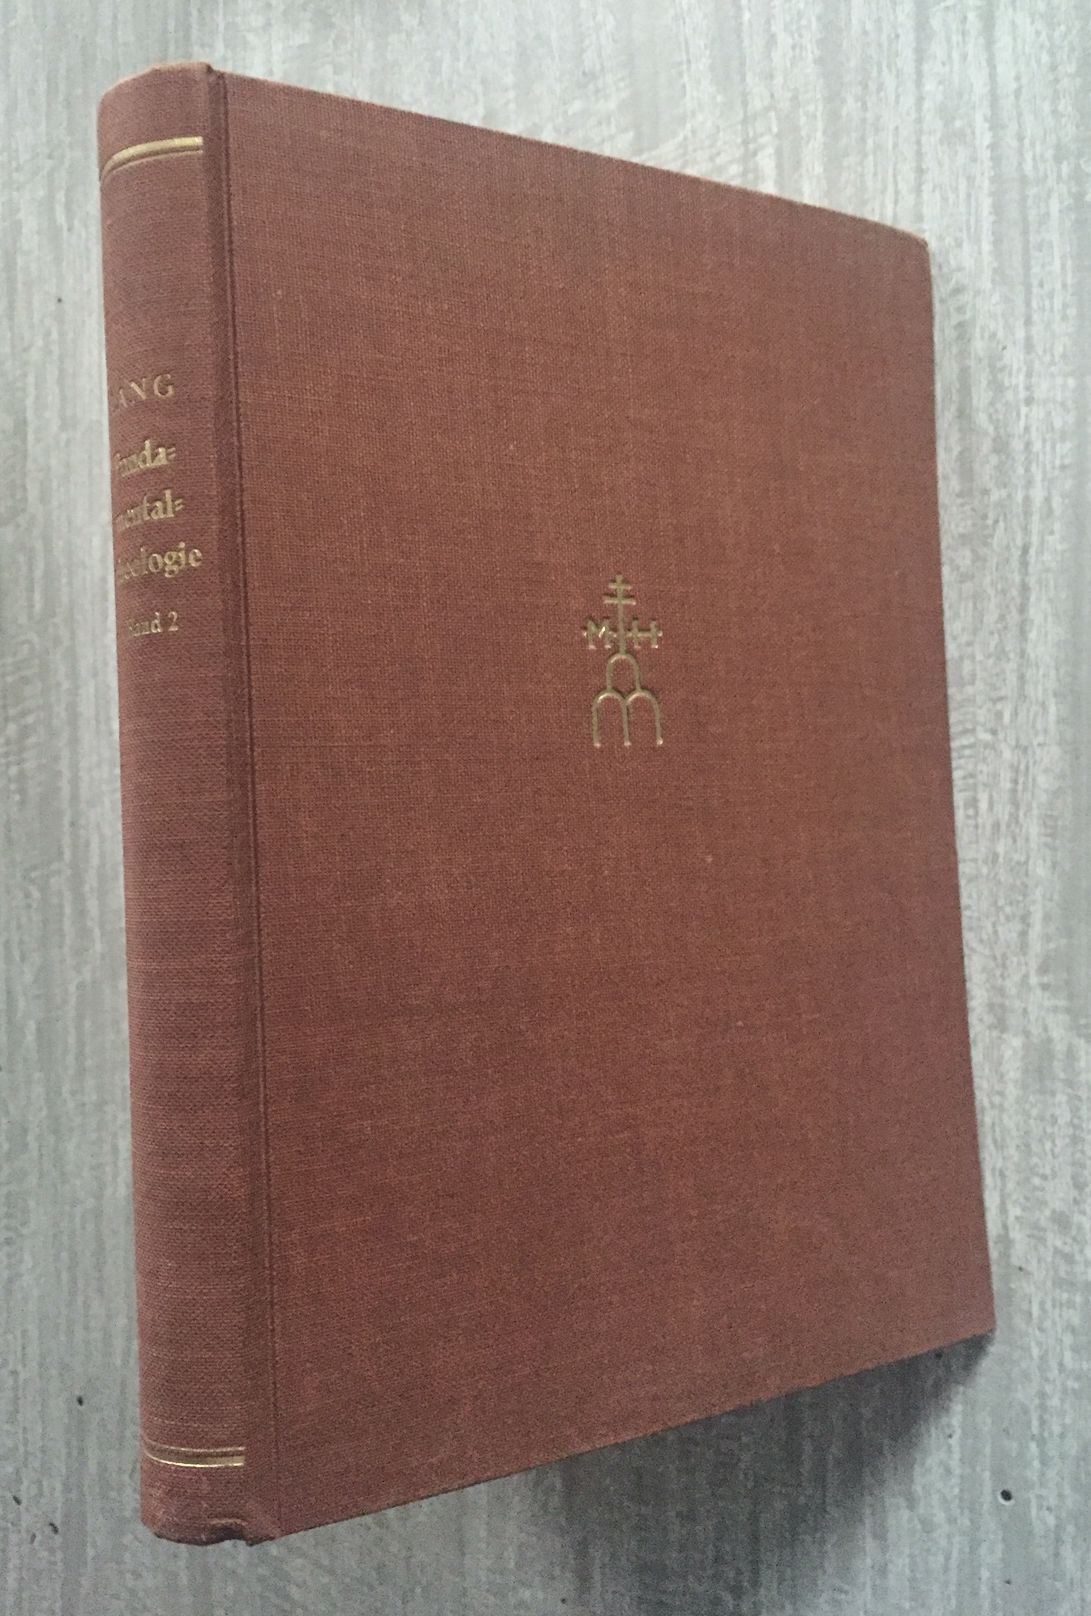 LANG
Funda=
mental=
theologie
Band 2
M H